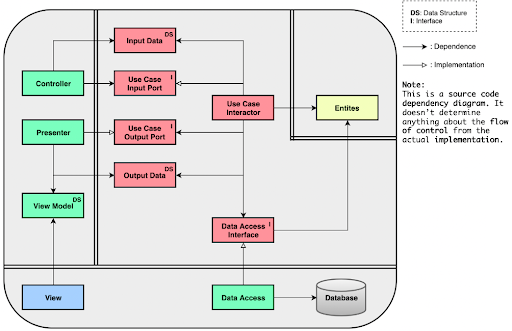 DS: Data Structure
I: Interface
: Dependence
: Implementation
Note:
This is a source code
dependency diagram. It
doesn't determine
anything about the flow
of control from the
actual implementation.
Input Data
DS
Controller
Use Case
Input Port
I
Use Case
Interactor
Entites
Presenter
Use Case
Output Port
I
Output Data
DS
View Model
DS
Data Access
Interface
I
View
Data Access
Database